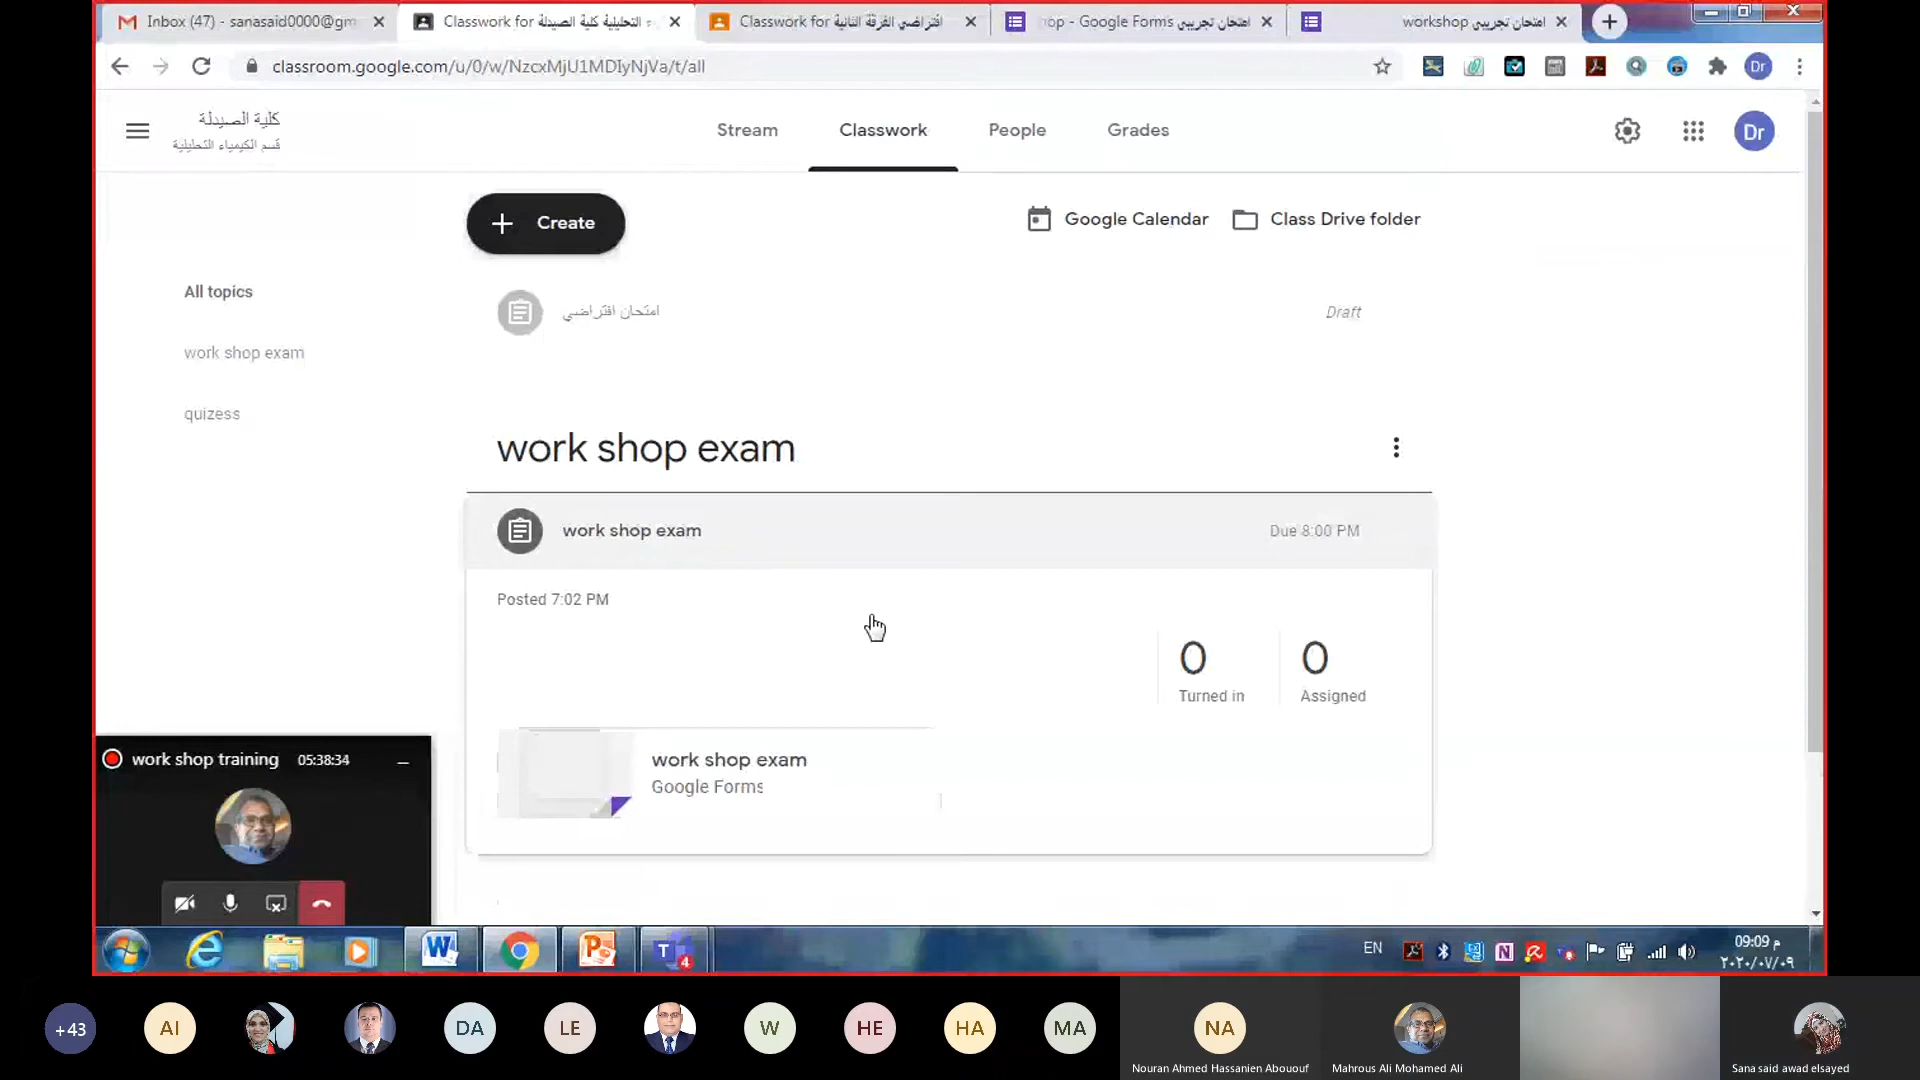 Inbox (47) - sanasaid0000@gm
Classwork for التحليلية كلية الصيدلة
Classwork for افتراضي الفرقة الثانية
امتحان تجريبي op - Google Forms
امتحان تجريبي workshop
classroom.google.com/u/0/w/NzcxMjU1MDIyNjVa/t/all
Dr
كلية الصيدلة
قسم الكيمياء التحليلية
Stream
Classwork
People
Grades
Dr
Create
Google Calendar
Class Drive folder
All topics
work shop exam
quizess
امتحان افتراضي
Draft
work shop exam
work shop exam
Due 8:00 PM
Posted 7:02 PM
0
Turned in
0
Assigned
work shop exam
Google Forms
work shop training
05:38:34
EN
09:09 م
٢٠٢٠/٠٧/٠٩
+43
AI
DA
LE
W
HE
HA
MA
NA
Nouran Ahmed Hassanien Abououf
Mahrous Ali Mohamed Ali
Sana said awad elsayed